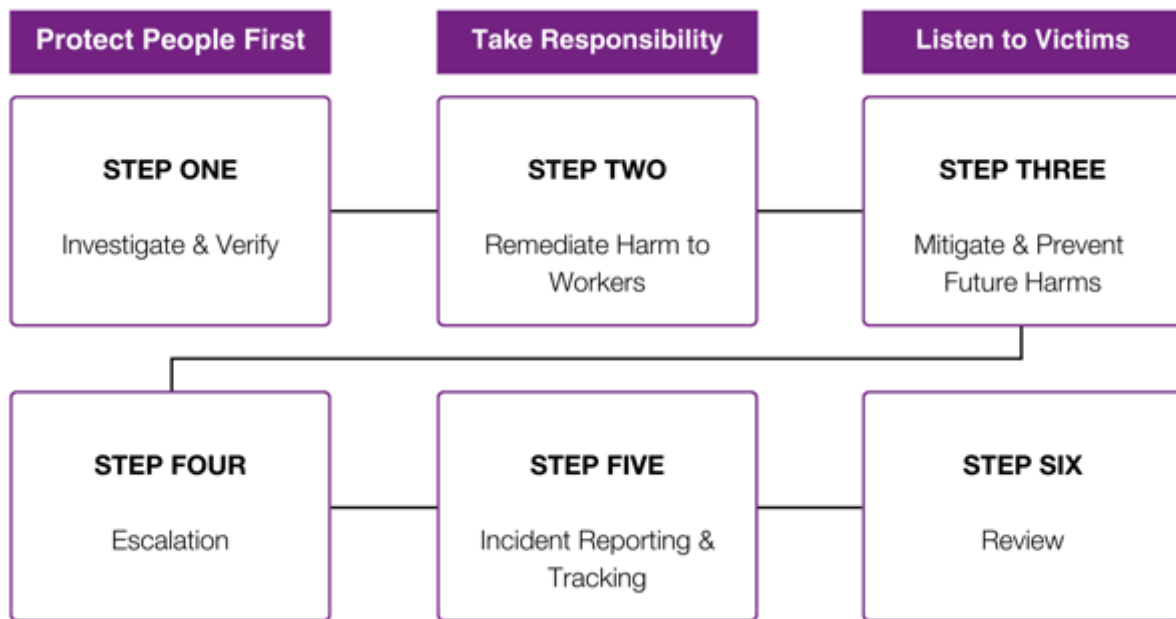 Protect People First
Take Responsibility
Listen to Victims
STEP ONE
Investigate & Verify
STEP TWO
Remediate Harm to
Workers
STEP THREE
Mitigate & Prevent
Future Harms
STEP FOUR
Escalation
STEP FIVE
Incident Reporting &
Tracking
STEP SIX
Review